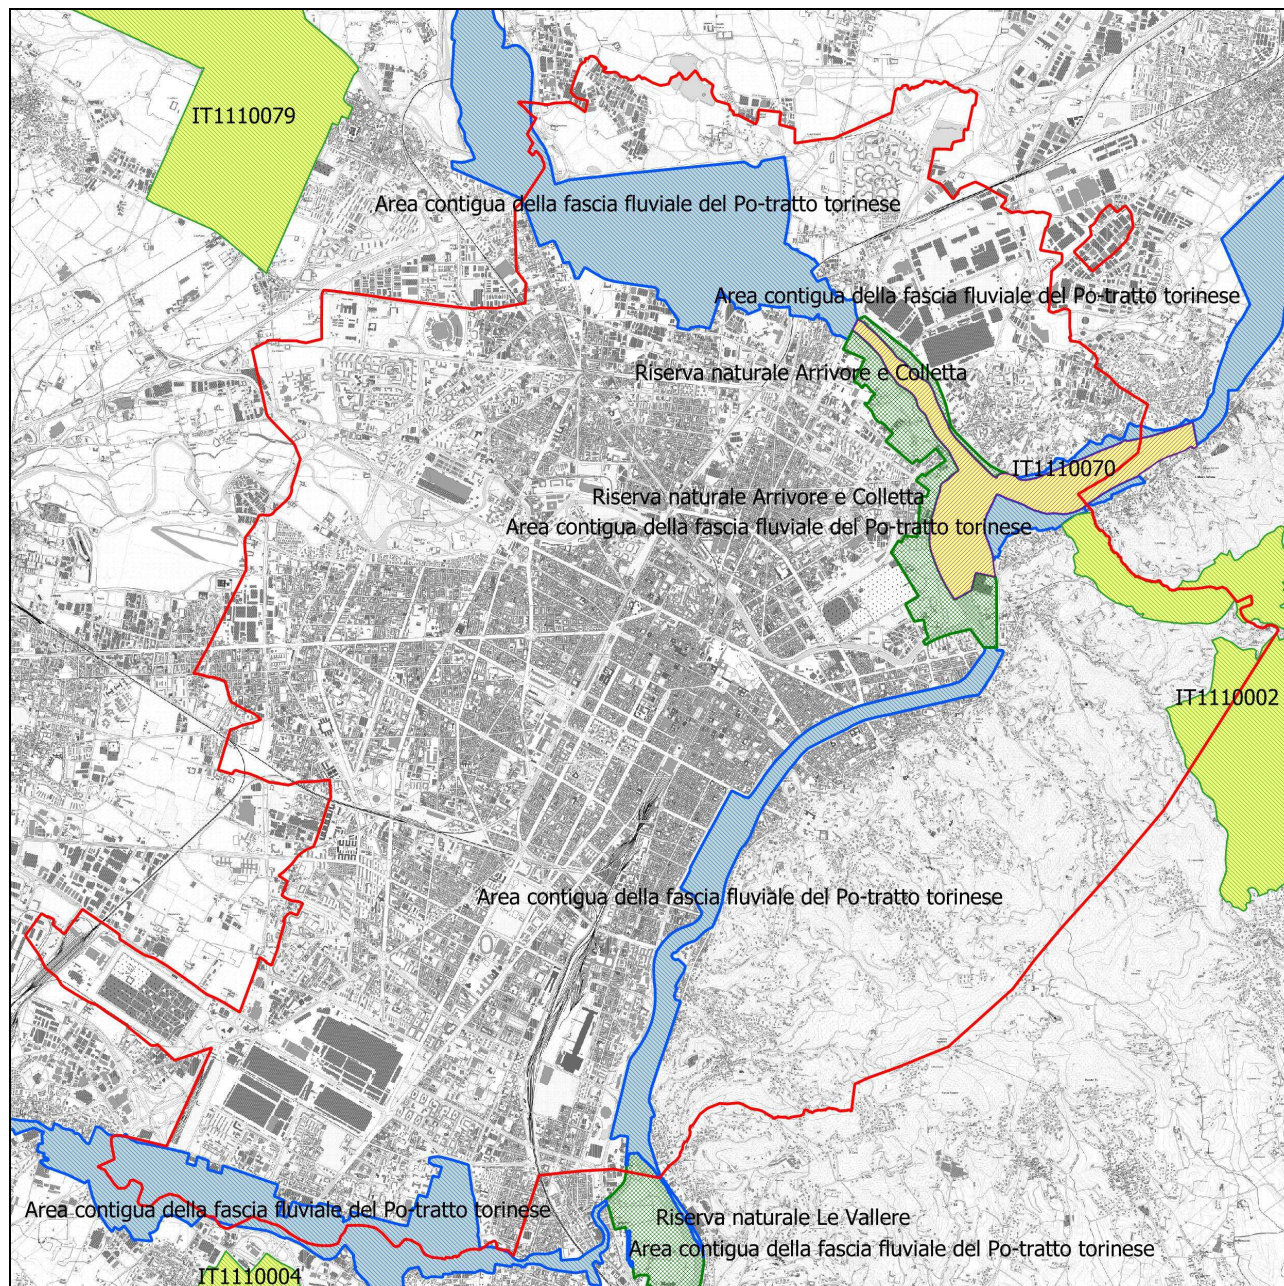 IT1110079
Area contigua della fascia fluviale del Po-tratto torinese
Area contigua della fascia fluviale del Po-tratto torinese
Riserva naturale Arrivore e Colletta
IT1110070
Riserva naturale Arrivore e Colletta
Area contigua della fascia fluviale del Po-tratto torinese
IT1110002
Area contigua della fascia fluviale del Po-tratto torinese
Area contigua della fascia fluviale del Po-tratto torinese
Riserva naturale Le Vallere
Area contigua della fascia fluviale del Po-tratto torinese
IT1110004